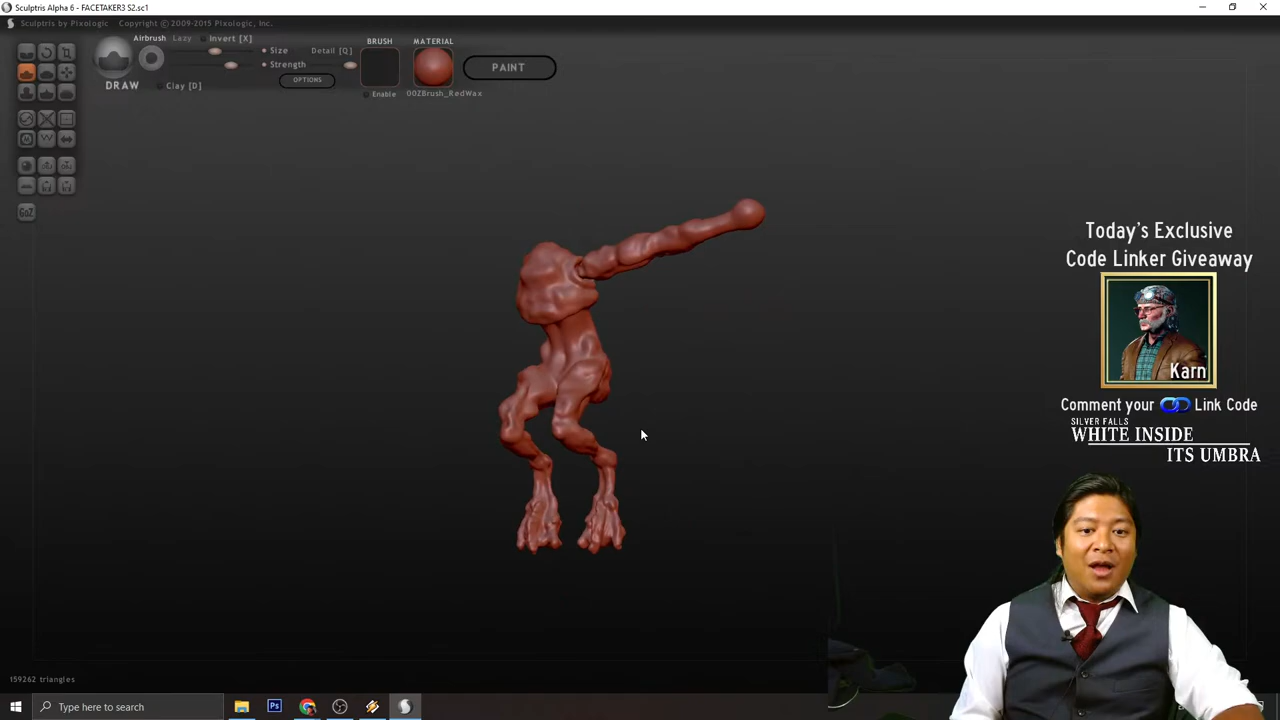 Sculptris Alpha 6 - FACETAKER3 S2.sc1
Sculptris by Pixologic Copyright © 2009-2015 Pixologic, Inc.
Airbrush Lazy Invert [X]
Size Detail [Q]
Strength
OPTIONS
DRAW
Clay [D]
BRUSH
Enable
MATERIAL
00ZBrush_RedWax
PAINT
GoZ
Today's Exclusive
Code Linker Giveaway
Karn
Comment your Link Code
SILVER FALLS
WHITE INSIDE
ITS UMBRA
159262 triangles
Type here to search
Ps